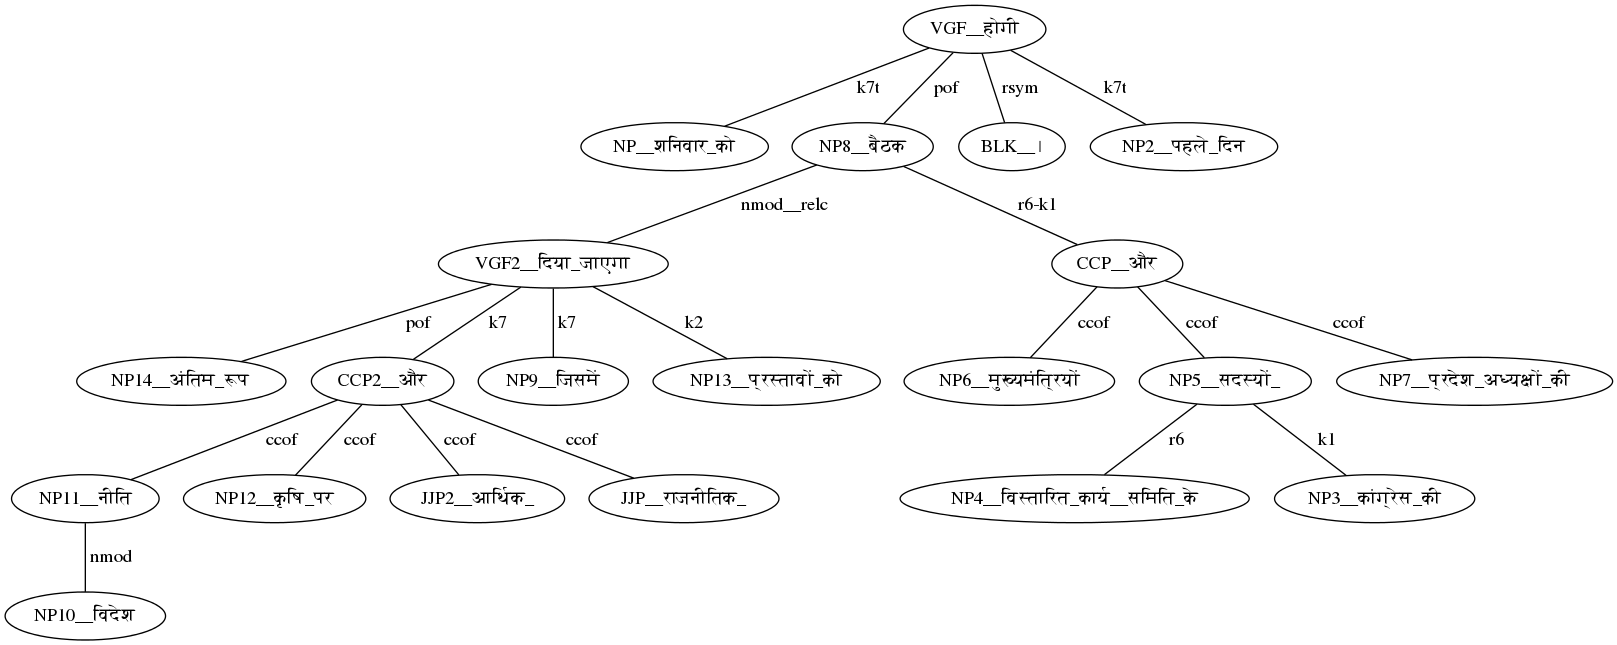 VGF__होगी
k7t pof rsym k7t
NP__शनिवार_को NP8__बैठक BLK__। NP2__पहले_दिन
nmod__relc r6-k1
VGF2__दिया_जाएगा CCP__और
pof k7 k7 k2 ccof ccof ccof
NP14__अंतिम_रूप CCP2__और NP9__जिसमें NP13__प्रस्तावों_को NP6__मुख्यमंत्रियों NP5__सदस्यों_ NP7__प्रदेश_अध्यक्षों_की
ccof ccof ccof ccof r6 k1
NP11__नीति NP12__कृषि_पर JJP2__आर्थिक_ JJP__राजनीतिक_ NP4__विस्तारित_कार्य__समिति_के NP3__कांग्रेस_की
nmod
NP10__विदेश